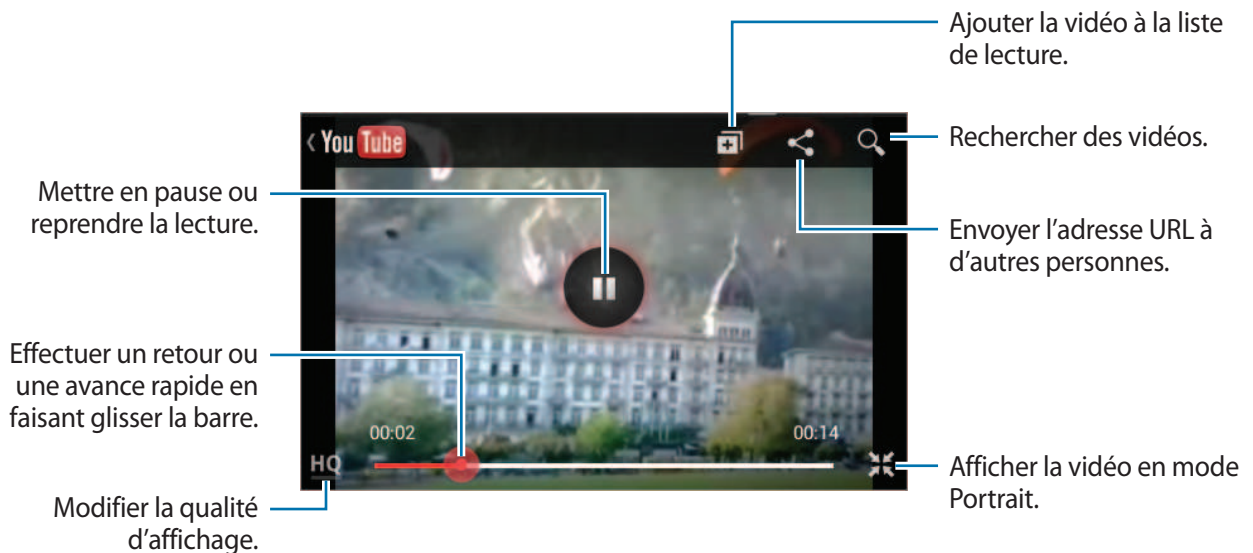 Ajouter la vidéo à la liste
de lecture.
You Tube
Rechercher des vidéos.
Mettre en pause ou
reprendre la lecture.
Envoyer l’adresse URL à
d’autres personnes.
Effectuer un retour ou
une avance rapide en
faisant glisser la barre.
00:02
00:14
HQ
Afficher la vidéo en mode
Portrait.
Modifier la qualité
d’affichage.